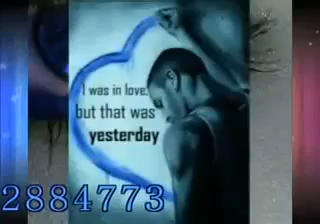 I was in love.
but that was
yesterday
2884773